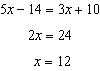 5x − 14 = 3x + 10
2x = 24
x = 12